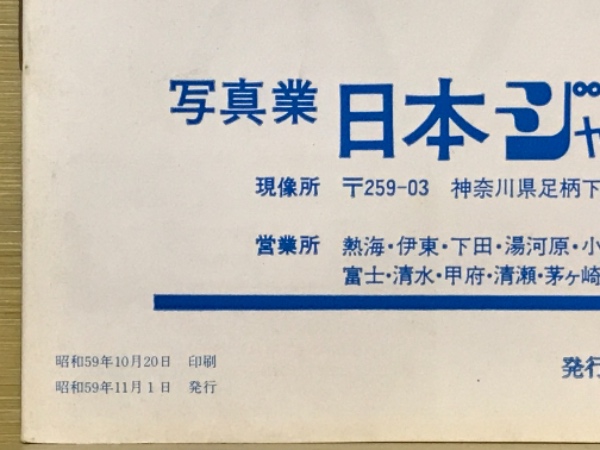 写真業 日本ジャ
現像所 〒259-03 神奈川県足柄下
営業所 熱海・伊東・下田・湯河原・小
富士・清水・甲府・清瀬・茅ヶ崎
昭和59年10月20日 印刷
昭和59年11月1日 発行
発行